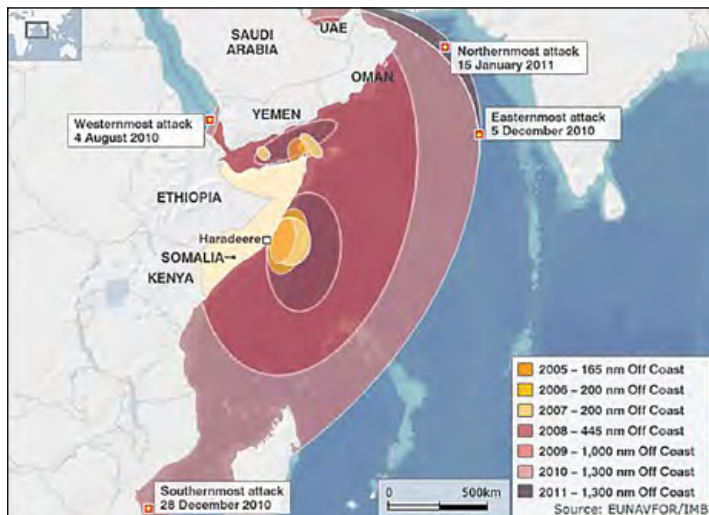 SAUDI
ARABIA
UAE
OMAN
YEMEN
Northernmost attack
15 January 2011
Westernmost attack
4 August 2010
Easternmost attack
5 December 2010
ETHIOPIA
Haradeere
SOMALIA
KENYA
2005 – 165 nm Off Coast
2006 – 200 nm Off Coast
2007 – 200 nm Off Coast
2008 – 445 nm Off Coast
2009 – 1,000 nm Off Coast
2010 – 1,300 nm Off Coast
2011 – 1,300 nm Off Coast
Southernmost attack
28 December 2010
0 500km
Source: EUNAVFOR/IMB